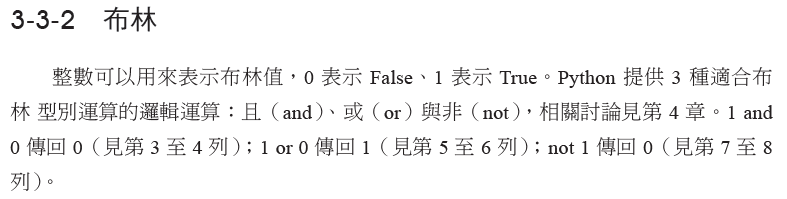 3-3-2 布林
整數可以用來表示布林值，0 表示 False、1 表示 True。Python 提供 3 種適合布
林 型別運算的邏輯運算：且（and）、或（or）與非（not），相關討論見第 4 章。1 and
0 傳回 0（見第 3 至 4 列）；1 or 0 傳回 1（見第 5 至 6 列）；not 1 傳回 0（見第 7 至 8
列）。